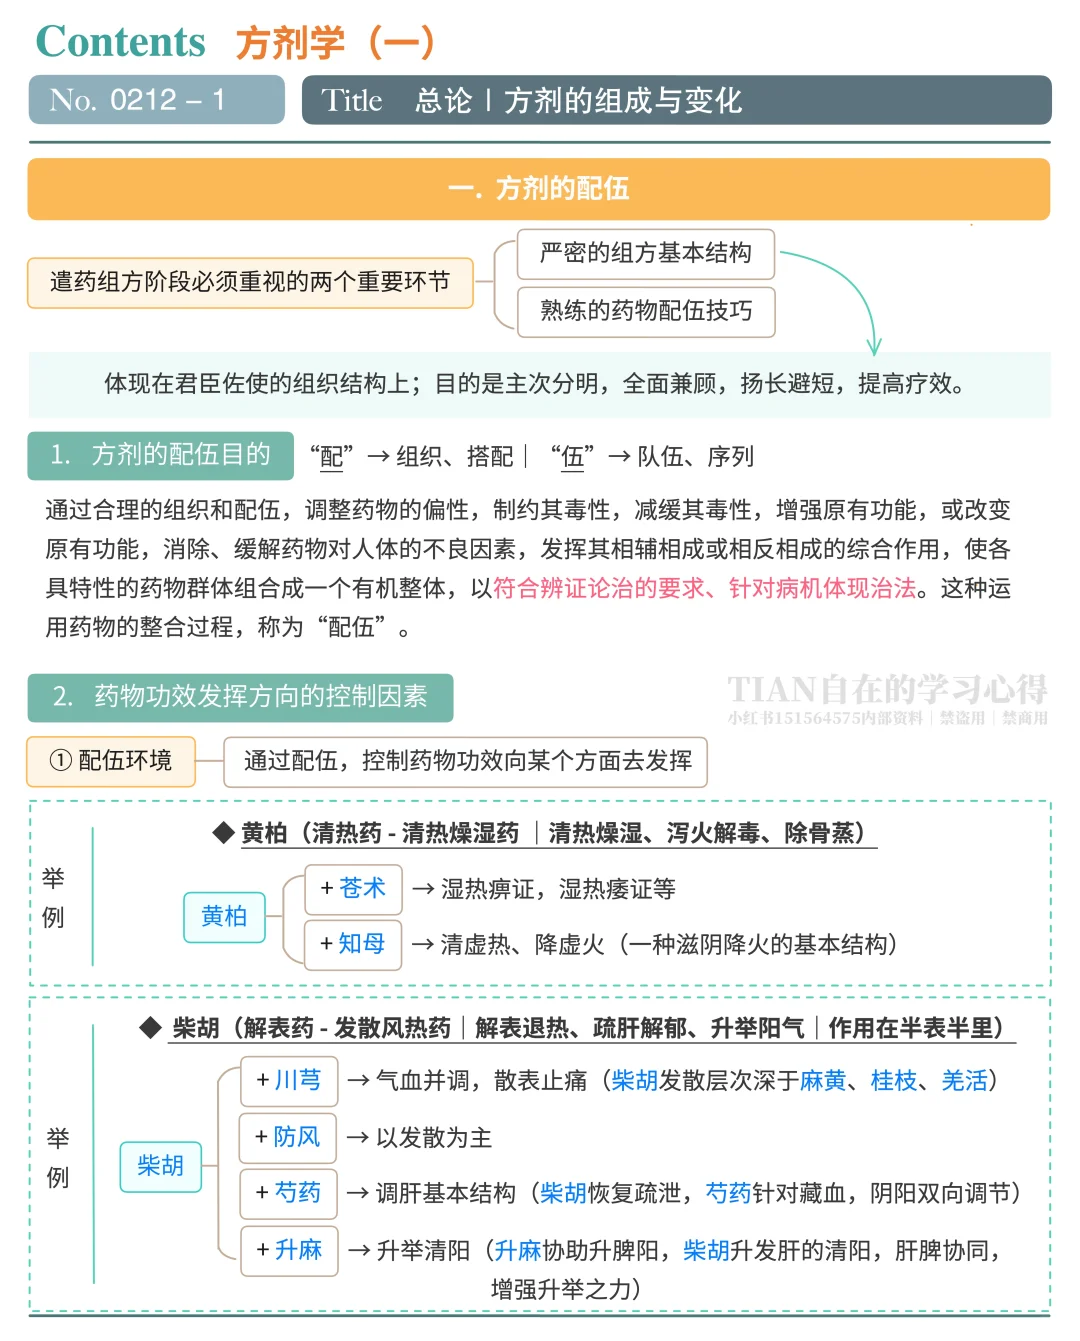 Contents 方剂学（一）
No. 0212 – 1
Title 总论｜方剂的组成与变化
一. 方剂的配伍
遣药组方阶段必须重视的两个重要环节
严密的组方基本结构
熟练的药物配伍技巧
体现在君臣佐使的组织结构上；目的是主次分明，全面兼顾，扬长避短，提高疗效。
1. 方剂的配伍目的 “配”→ 组织、搭配｜ “伍”→ 队伍、序列
通过合理的组织和配伍，调整药物的偏性，制约其毒性，减缓其毒性，增强原有功能，或改变
原有功能，消除、缓解药物对人体的不良因素，发挥其相辅相成或相反相成的综合作用，使各
具特性的药物群体组合成一个有机整体，以符合辨证论治的要求、针对病机体现治法。这种运
用药物的整合过程，称为“配伍”。
2. 药物功效发挥方向的控制因素
TIAN自在的学习心得
小红书151564575内部资料｜禁盗用｜禁商用
① 配伍环境
通过配伍，控制药物功效向某个方面去发挥
举
例
◆ 黄柏（清热药 - 清热燥湿药 ｜清热燥湿、泻火解毒、除骨蒸）
黄柏
+ 苍术 → 湿热痹证，湿热痿证等
+ 知母 → 清虚热、降虚火（一种滋阴降火的基本结构）
举
例
◆ 柴胡（解表药 - 发散风热药｜解表退热、疏肝解郁、升举阳气｜作用在半表半里）
柴胡
+ 川芎 → 气血并调，散表止痛（柴胡发散层次深于麻黄、桂枝、羌活）
+ 防风 → 以发散为主
+ 芍药 → 调肝基本结构（柴胡恢复疏泄，芍药针对藏血，阴阳双向调节）
+ 升麻 → 升举清阳（升麻协助升脾阳，柴胡升发肝的清阳，肝脾协同，
增强升举之力）